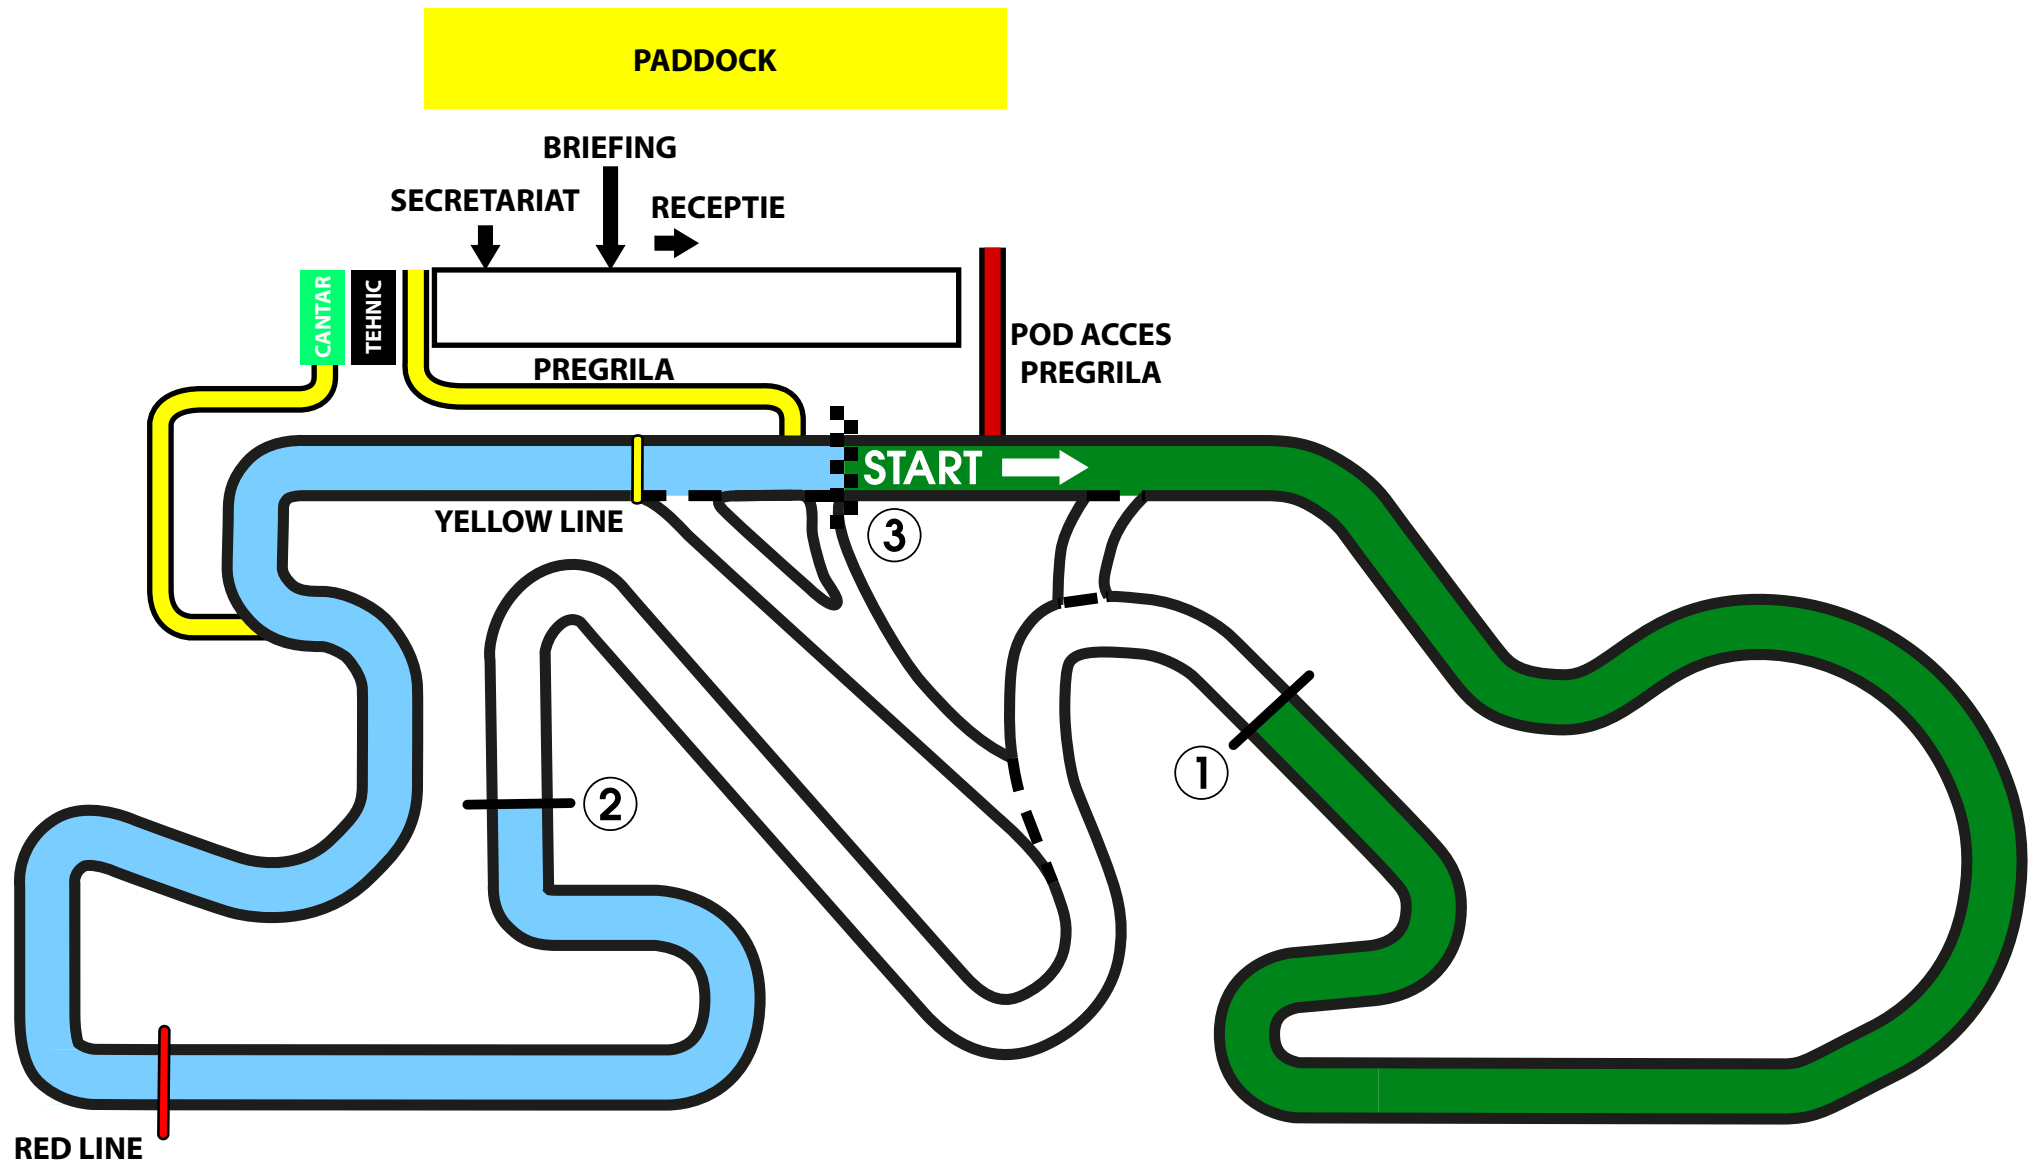 PADDOCK
BRIEFING
SECRETARIAT
RECEPTIE
CANTAR
TEHNIC
POD ACCES
PREGRILA
PREGRILA
START
YELLOW LINE
3
1
2
RED LINE